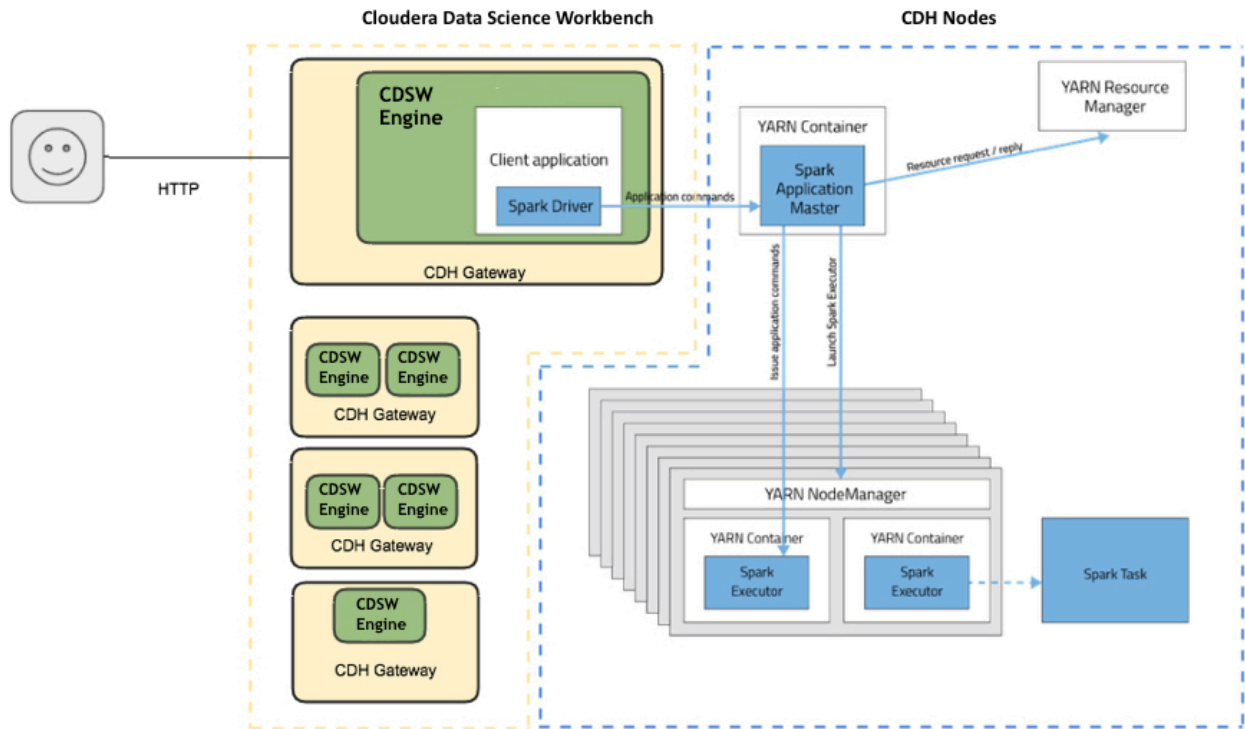 Cloudera Data Science Workbench
CDH Nodes
HTTP
CDSW
Engine
Client application
Spark Driver
CDH Gateway
Application commands
YARN Container
Spark
Application
Master
Resource request / reply
YARN Resource
Manager
Issue application commands
Launch Spark Executor
CDSW
Engine
CDSW
Engine
CDH Gateway
CDSW
Engine
CDSW
Engine
CDH Gateway
CDSW
Engine
CDH Gateway
YARN NodeManager
YARN Container
Spark
Executor
YARN Container
Spark
Executor
Spark Task